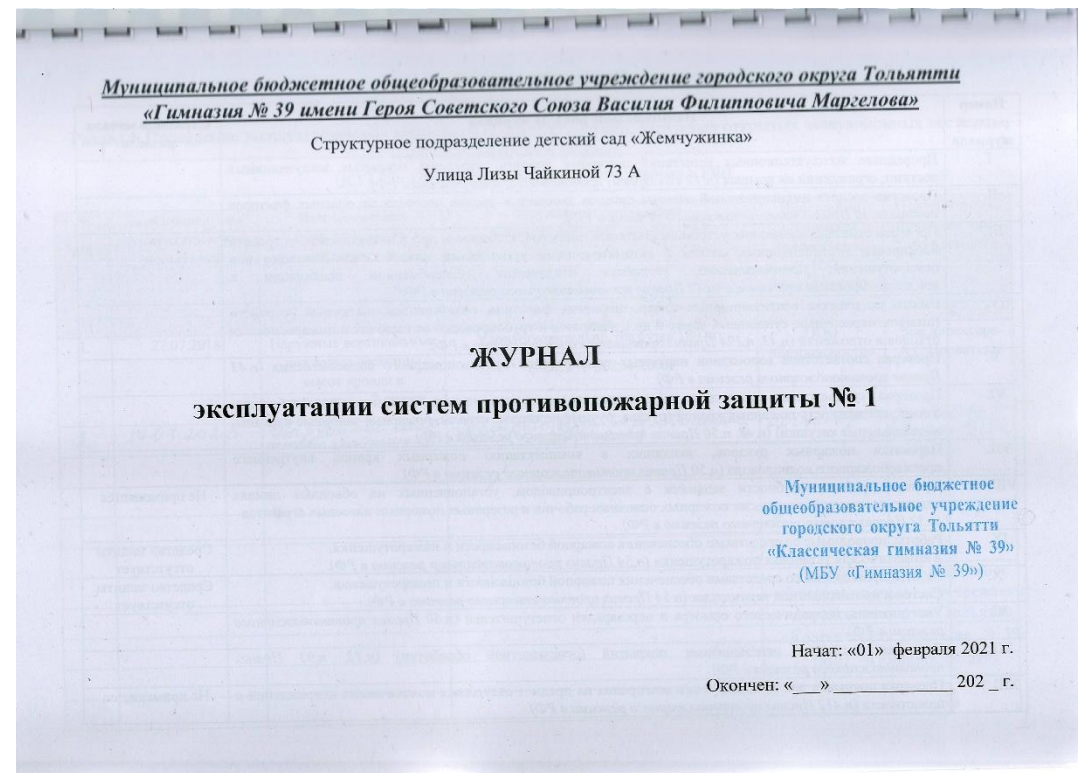 Муниципальное бюджетное общеобразовательное учреждение городского округа Тольятти
«Гимназия № 39 имени Героя Советского Союза Василия Филипповича Маргелова»
Структурное подразделение детский сад «Жемчужинка»
Улица Лизы Чайкиной 73 А
ЖУРНАЛ
эксплуатации систем противопожарной защиты № 1
Муниципальное бюджетное
общеобразовательное учреждение
городского округа Тольятти
«Классическая гимназия № 39»
(МБУ «Гимназия № 39»)
Начат: «01» февраля 2021 г.
Окончен: «___»______________ 202 _ г.